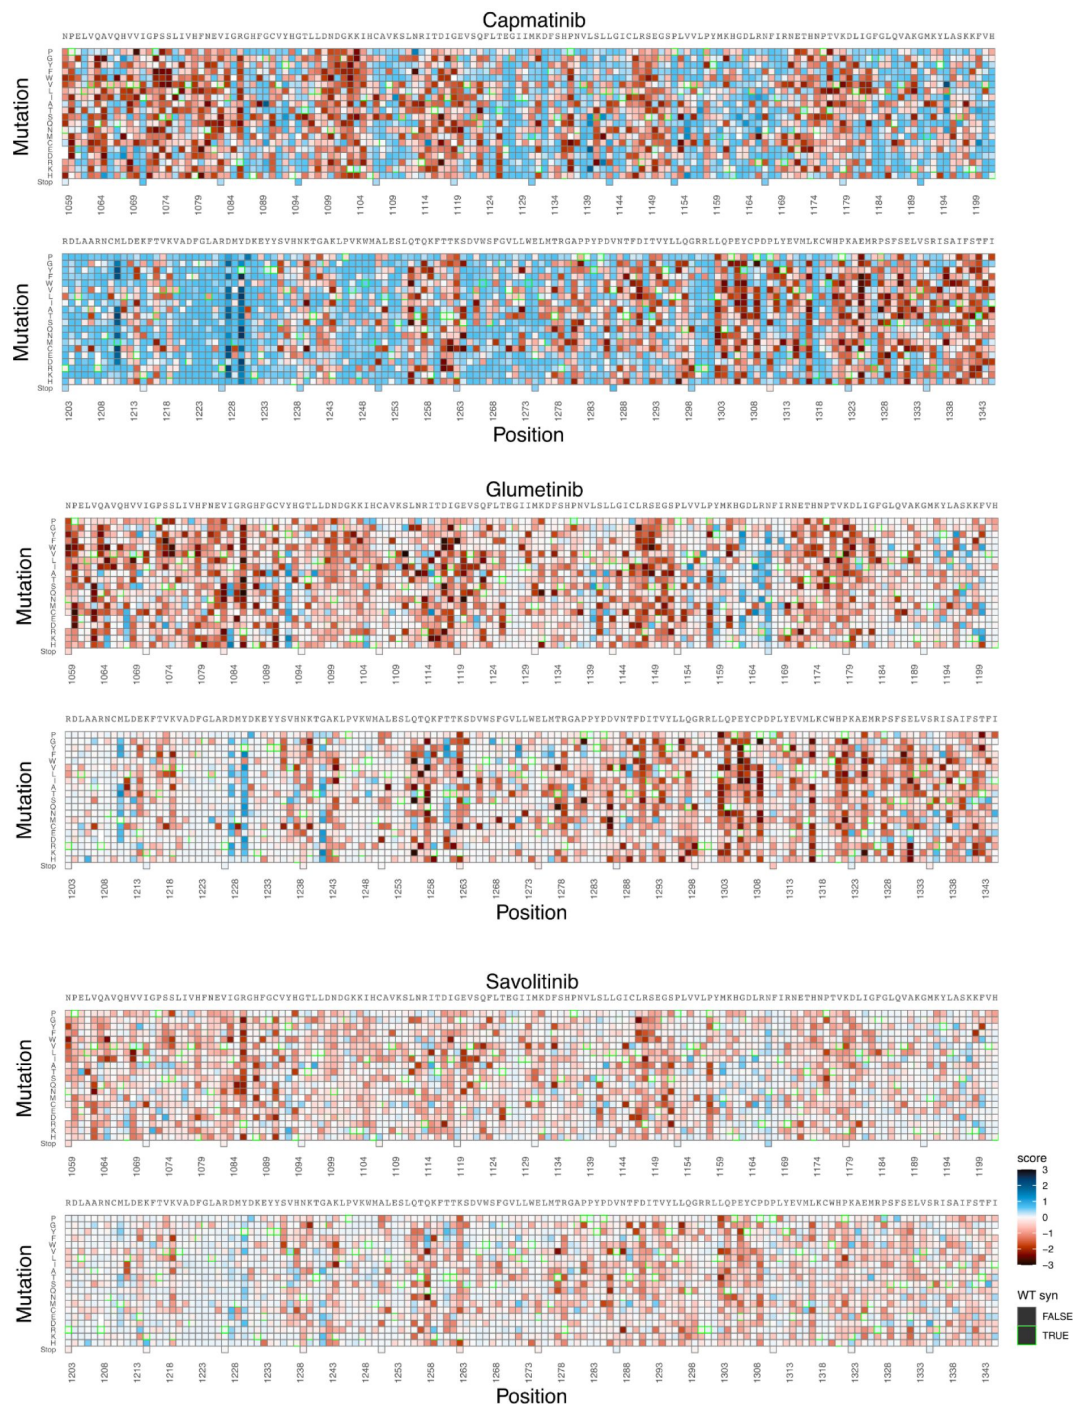 Capmatinib
NPELVQAVQHVVIGPSSLIVHFNEVIGRGHFGCVYHGTLLDNDGKKIHCAVKSLNRITDIGEVSQFLTEGIIMKDFSHPNVLSLLGICLRSEGSPLVVLPYMKHGDLRNFIRNETHNPTVKDLIGFGLQVAKGMKYLASKKFVH
Mutation
P
G
Y
F
W
V
L
I
A
T
S
Q
N
M
C
E
D
R
K
H
Stop
1059 1064 1069 1074 1079 1084 1089 1094 1099 1104 1109 1114 1119 1124 1129 1134 1139 1144 1149 1154 1159 1164 1169 1174 1179 1184 1189 1194 1199
RDLAARNCMLDEKFTVKVADFGLARDMYDKEYYSVHNKTGAKLPVKWMALESLQTQKFTTKSDVWSFGVLLWELMTRGAPPYPDVNTFDITVYLLQGRRLLQPEYCPDPLYEVMLKCWHPKAEMRPSFSELVSRISAIFSTFI
Mutation
P
G
Y
F
W
V
L
I
A
T
S
Q
N
M
C
E
D
R
K
H
Stop
1203 1208 1213 1218 1223 1228 1233 1238 1243 1248 1253 1258 1263 1268 1273 1278 1283 1288 1293 1298 1303 1308 1313 1318 1323 1328 1333 1338 1343
Position
Glumetinib
NPELVQAVQHVVIGPSSLIVHFNEVIGRGHFGCVYHGTLLDNDGKKIHCAVKSLNRITDIGEVSQFLTEGIIMKDFSHPNVLSLLGICLRSEGSPLVVLPYMKHGDLRNFIRNETHNPTVKDLIGFGLQVAKGMKYLASKKFVH
Mutation
P
G
Y
F
W
V
L
I
A
T
S
Q
N
M
C
E
D
R
K
H
Stop
1059 1064 1069 1074 1079 1084 1089 1094 1099 1104 1109 1114 1119 1124 1129 1134 1139 1144 1149 1154 1159 1164 1169 1174 1179 1184 1189 1194 1199
RDLAARNCMLDEKFTVKVADFGLARDMYDKEYYSVHNKTGAKLPVKWMALESLQTQKFTTKSDVWSFGVLLWELMTRGAPPYPDVNTFDITVYLLQGRRLLQPEYCPDPLYEVMLKCWHPKAEMRPSFSELVSRISAIFSTFI
Mutation
P
G
Y
F
W
V
L
I
A
T
S
Q
N
M
C
E
D
R
K
H
Stop
1203 1208 1213 1218 1223 1228 1233 1238 1243 1248 1253 1258 1263 1268 1273 1278 1283 1288 1293 1298 1303 1308 1313 1318 1323 1328 1333 1338 1343
Position
Savolitinib
NPELVQAVQHVVIGPSSLIVHFNEVIGRGHFGCVYHGTLLDNDGKKIHCAVKSLNRITDIGEVSQFLTEGIIMKDFSHPNVLSLLGICLRSEGSPLVVLPYMKHGDLRNFIRNETHNPTVKDLIGFGLQVAKGMKYLASKKFVH
Mutation
P
G
Y
F
W
V
L
I
A
T
S
Q
N
M
C
E
D
R
K
H
Stop
1059 1064 1069 1074 1079 1084 1089 1094 1099 1104 1109 1114 1119 1124 1129 1134 1139 1144 1149 1154 1159 1164 1169 1174 1179 1184 1189 1194 1199
RDLAARNCMLDEKFTVKVADFGLARDMYDKEYYSVHNKTGAKLPVKWMALESLQTQKFTTKSDVWSFGVLLWELMTRGAPPYPDVNTFDITVYLLQGRRLLQPEYCPDPLYEVMLKCWHPKAEMRPSFSELVSRISAIFSTFI
Mutation
P
G
Y
F
W
V
L
I
A
T
S
Q
N
M
C
E
D
R
K
H
Stop
1203 1208 1213 1218 1223 1228 1233 1238 1243 1248 1253 1258 1263 1268 1273 1278 1283 1288 1293 1298 1303 1308 1313 1318 1323 1328 1333 1338 1343
Position
score
3
2
1
0
−1
−2
−3
WT syn
FALSE
TRUE